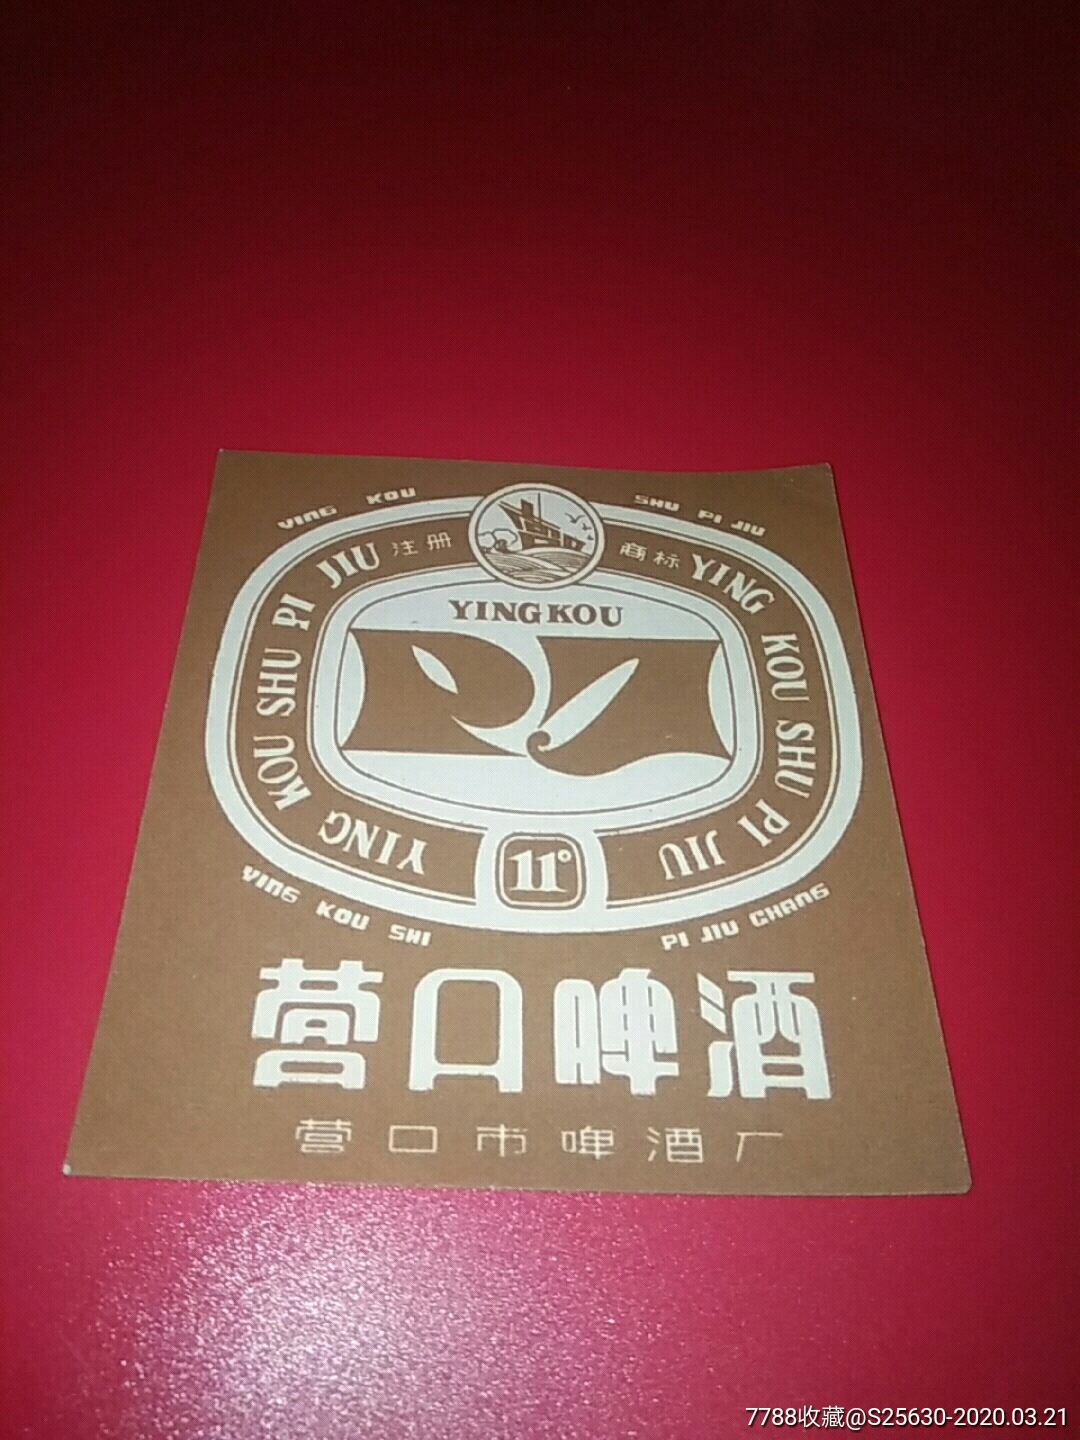 YING KOU SHU PI JIU
注册 商标
YING KOU SHU PI JIU
YING KOU SHU PI JIU
YINGKOU
11°
YING KOU SHI PI JIU CHANG
营口啤酒
营口市啤酒厂
7788收藏@S25630-2020.03.21